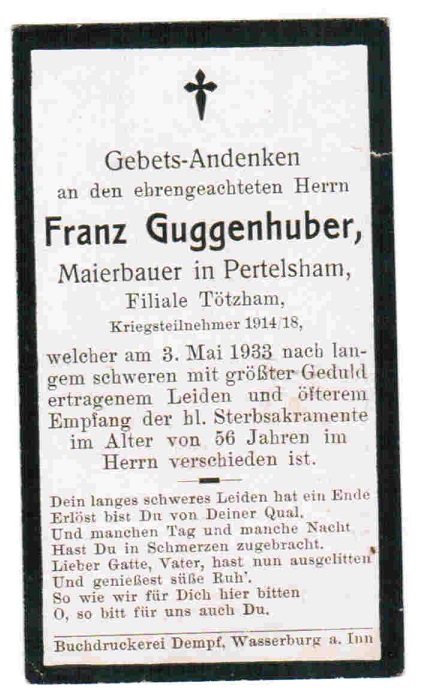 Gebets-Andenken
an den ehrengeachteten Herrn
Franz Guggenhuber,
Maierbauer in Pertelsham,
Filiale Tötzham,
Kriegsteilnehmer 1914/18,
welcher am 3. Mai 1933 nach lan-
gem schweren mit größter Geduld
ertragenem Leiden und öfterem
Empfang der hl. Sterbsakramente
im Alter von 56 Jahren im
Herrn verschieden ist.
Dein langes schweres Leiden hat ein Ende
Erlöst bist Du von Deiner Qual.
Und manchen Tag und manche Nacht
Hast Du in Schmerzen zugebracht.
Lieber Gatte, Vater, hast nun ausgelitten
Und genießest süße Ruh'.
So wie wir für Dich hier bitten
O, so bitt für uns auch Du.
Buchdruckerei Dempf, Wasserburg a. Inn